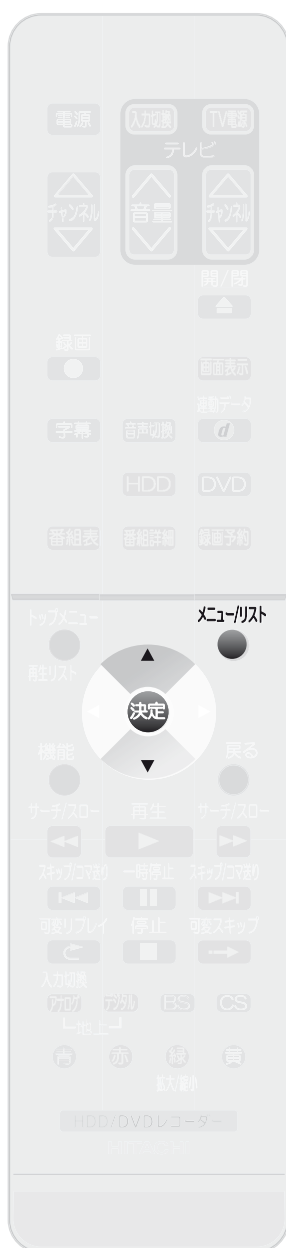 電源 入力切換 TV電源
テレビ
チャンネル 音量 チャンネル
開/閉
録画
画面表示
連動データ
字幕 音声切換 d
HDD DVD
番組表 番組詳細 録画予約
トップメニュー メニュー/リスト
再生リスト
決定
機能 戻る
サーチ/スロー 再生 サーチ/スロー
スキップ/コマ送り 一時停止 スキップ/コマ送り
可変リプレイ 停止 可変スキップ
入力切換
アナログ デジタル BS CS
地上
青 赤 緑 黄
拡大/縮小
HDD/DVDレコーダー